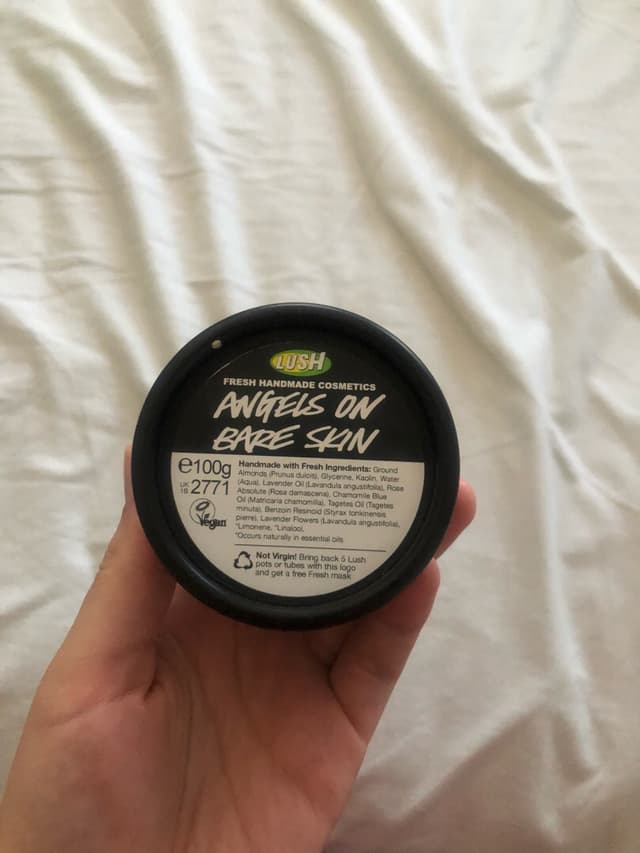 LUSH
FRESH HANDMADE COSMETICS
ANGELS ON
BARE SKIN
e100g
UK 18 2771
Vegan
Handmade with Fresh Ingredients: Ground
Almonds (Prunus dulcis), Glycerine, Kaolin, Water
(Aqua), Lavender Oil (Lavandula angustifolia), Rose
Absolute (Rosa damascena), Chamomile Blue
Oil (Matricaria chamomilla), Tagetes Oil (Tagetes
minuta), Benzoin Resinoid (Styrax tonkinensis
pierre), Lavender Flowers (Lavandula angustifolia),
*Limonene, *Linalool.
*Occurs naturally in essential oils
Not Virgin! Bring back 5 Lush
pots or tubes with this logo
and get a free Fresh mask